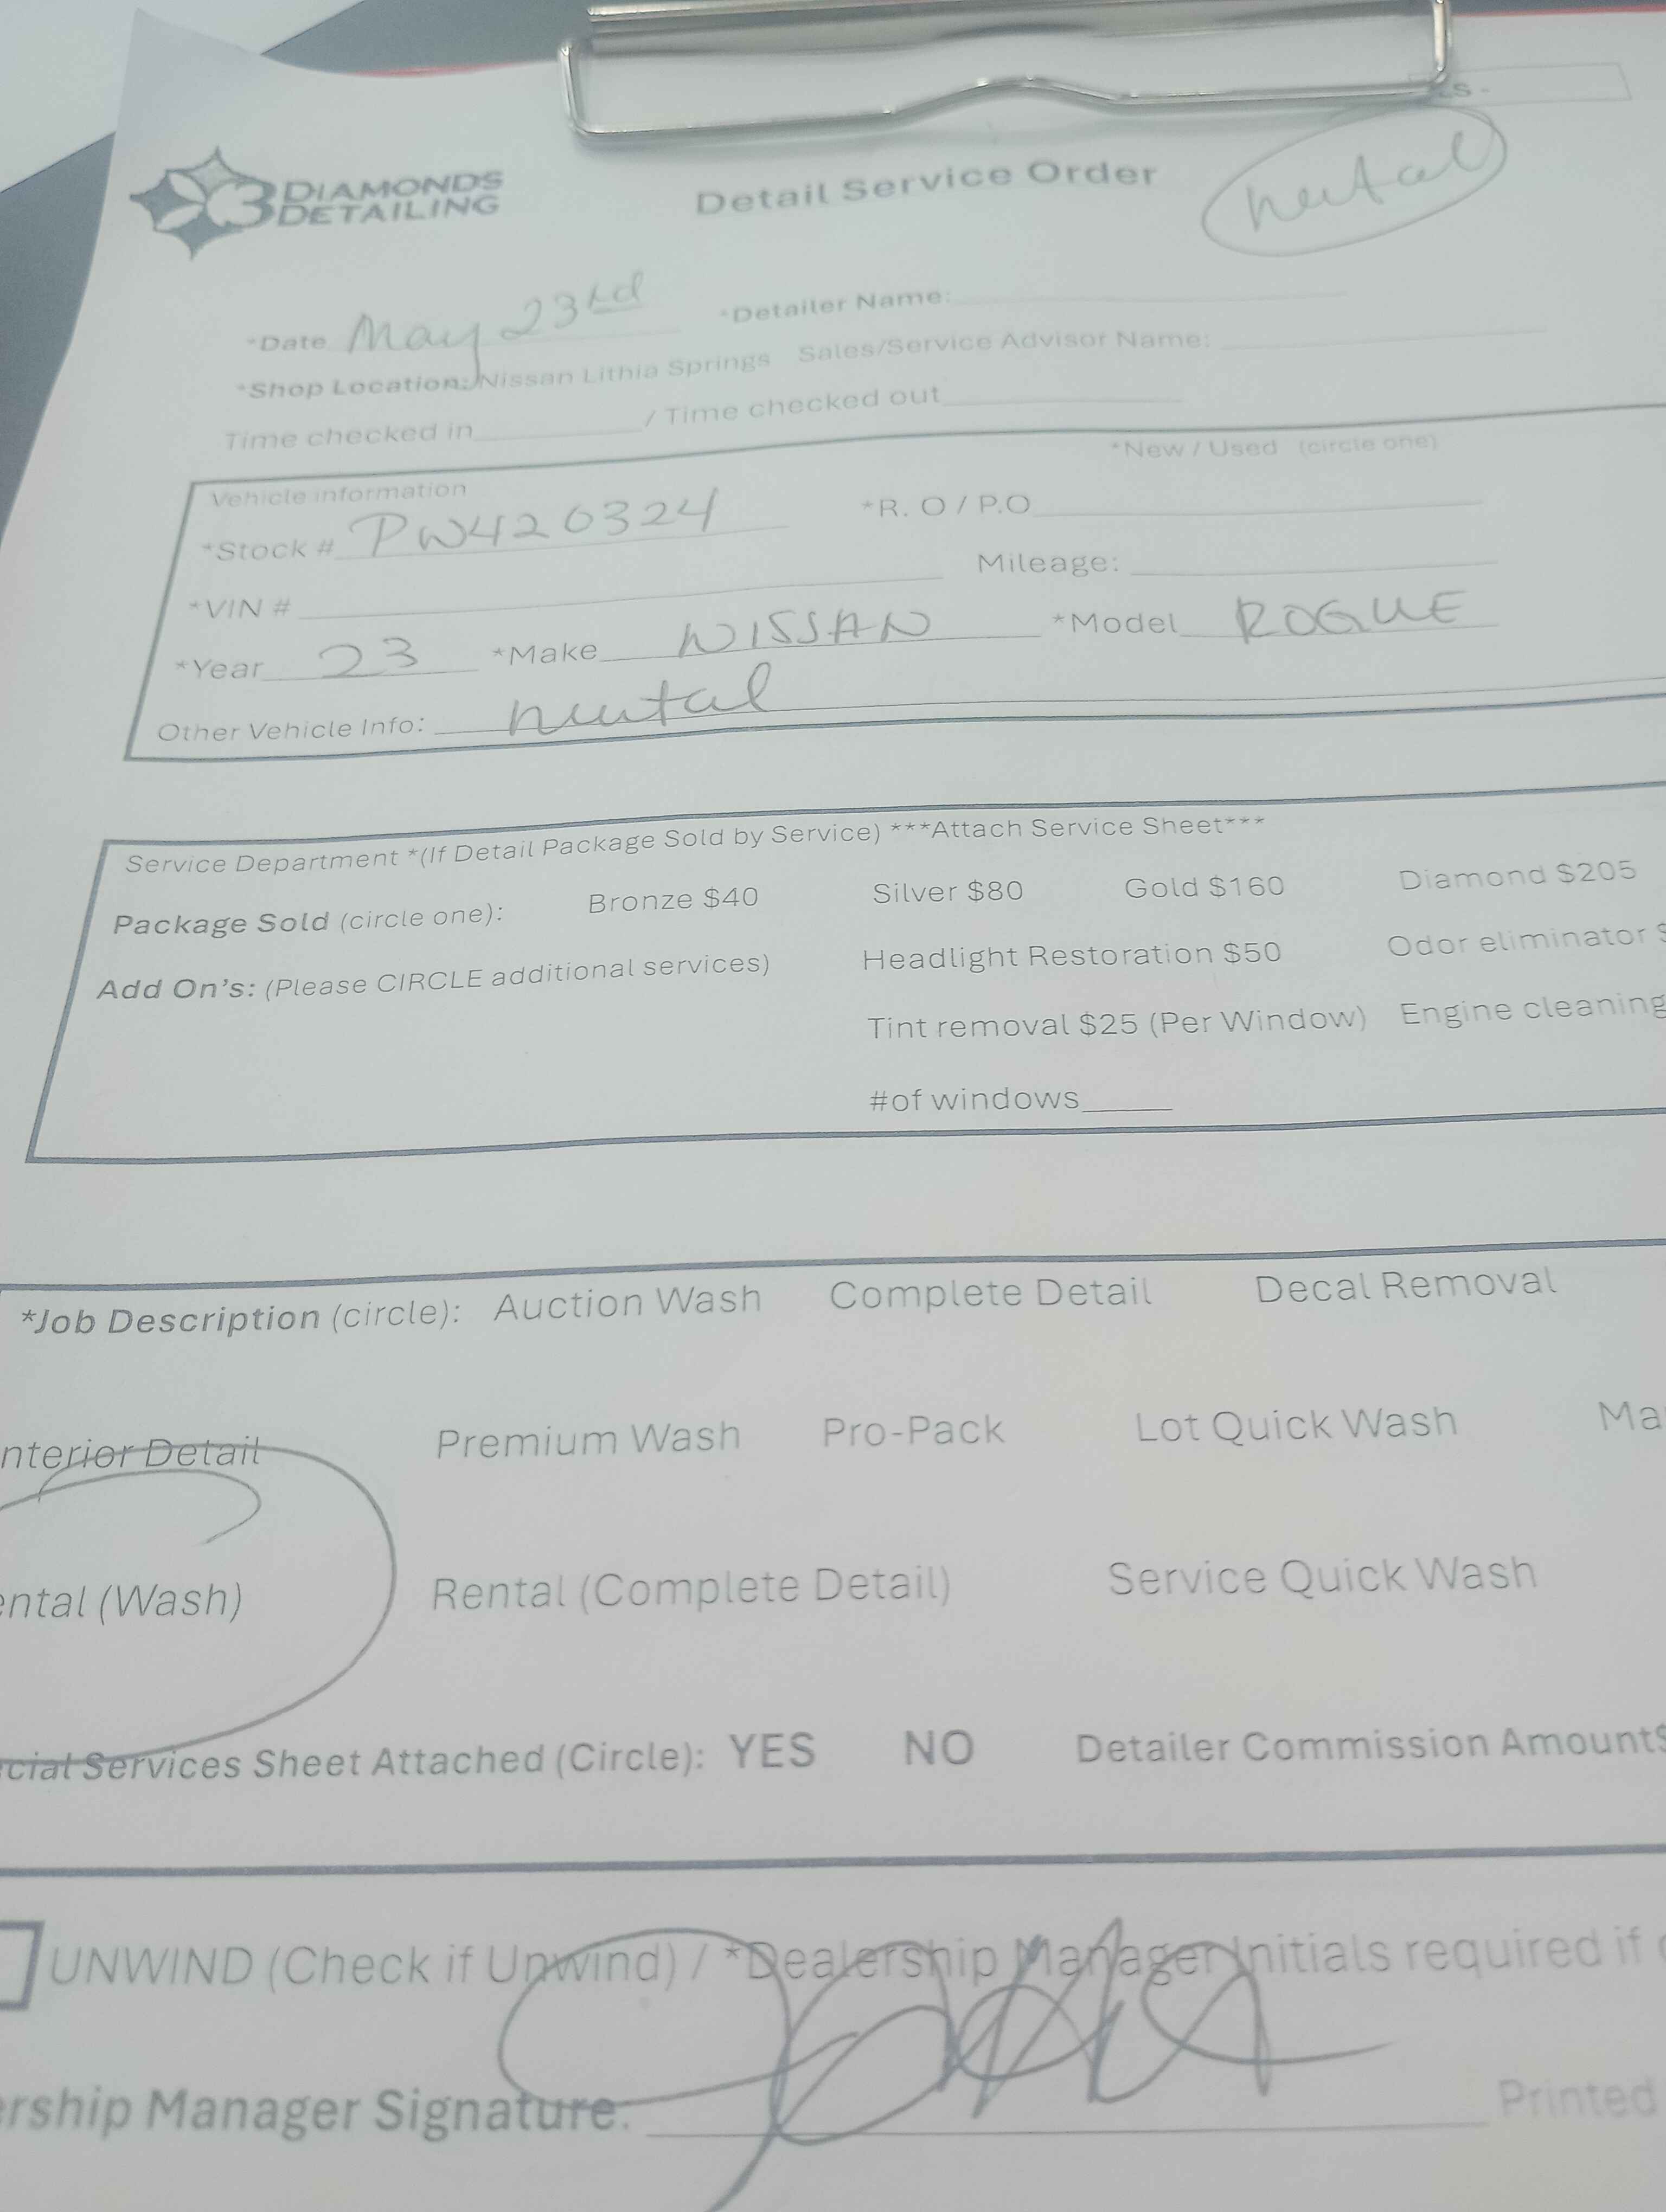 3 DIAMONDS
DETAILING
Detail Service Order
rental
*Date May 23rd *Detailer Name:
*Shop Location: Nissan Lithia Springs Sales/Service Advisor Name:
Time checked in / Time checked out
*New / Used (circle one)
Vehicle information
*Stock # PW420324 *R. O / P.O
*VIN # Mileage:
*Year 23 *Make NISSAN *Model ROGUE
Other Vehicle Info: rental
Service Department *(If Detail Package Sold by Service) ***Attach Service Sheet***
Package Sold (circle one): Bronze $40 Silver $80 Gold $160 Diamond $205
Add On's: (Please CIRCLE additional services) Headlight Restoration $50 Odor eliminator $
Tint removal $25 (Per Window) Engine cleaning
#of windows
*Job Description (circle): Auction Wash Complete Detail Decal Removal
nterior Detail Premium Wash Pro-Pack Lot Quick Wash Ma
ental (Wash) Rental (Complete Detail) Service Quick Wash
cial Services Sheet Attached (Circle): YES NO Detailer Commission Amount$
UNWIND (Check if Unwind) / *Dealership Manager Initials required if
ership Manager Signature: Printed